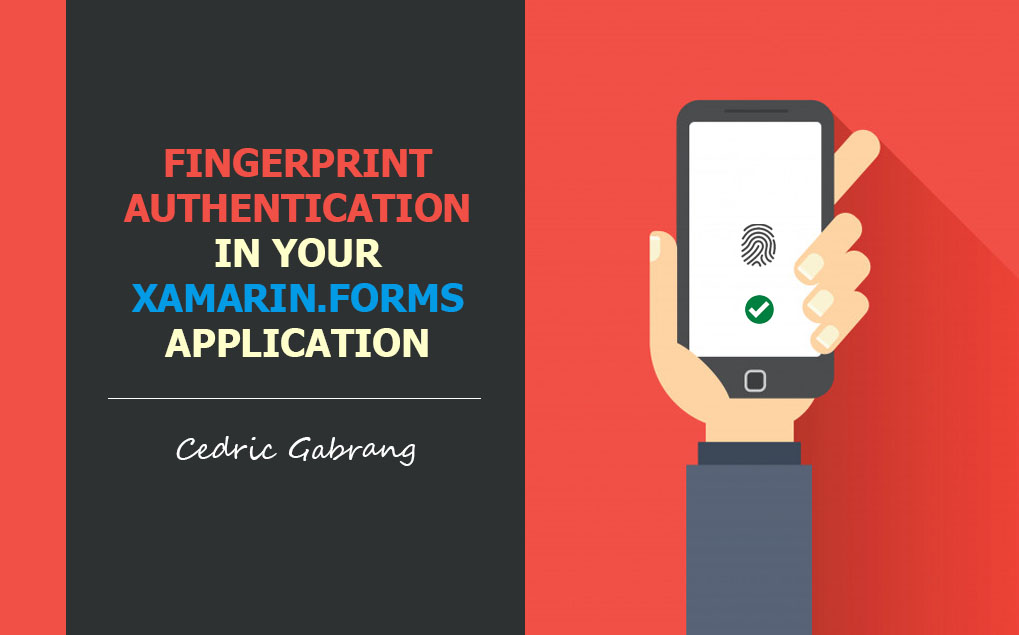 FINGERPRINT
AUTHENTICATION
IN YOUR
XAMARIN.FORMS
APPLICATION
Cedric Gabrang